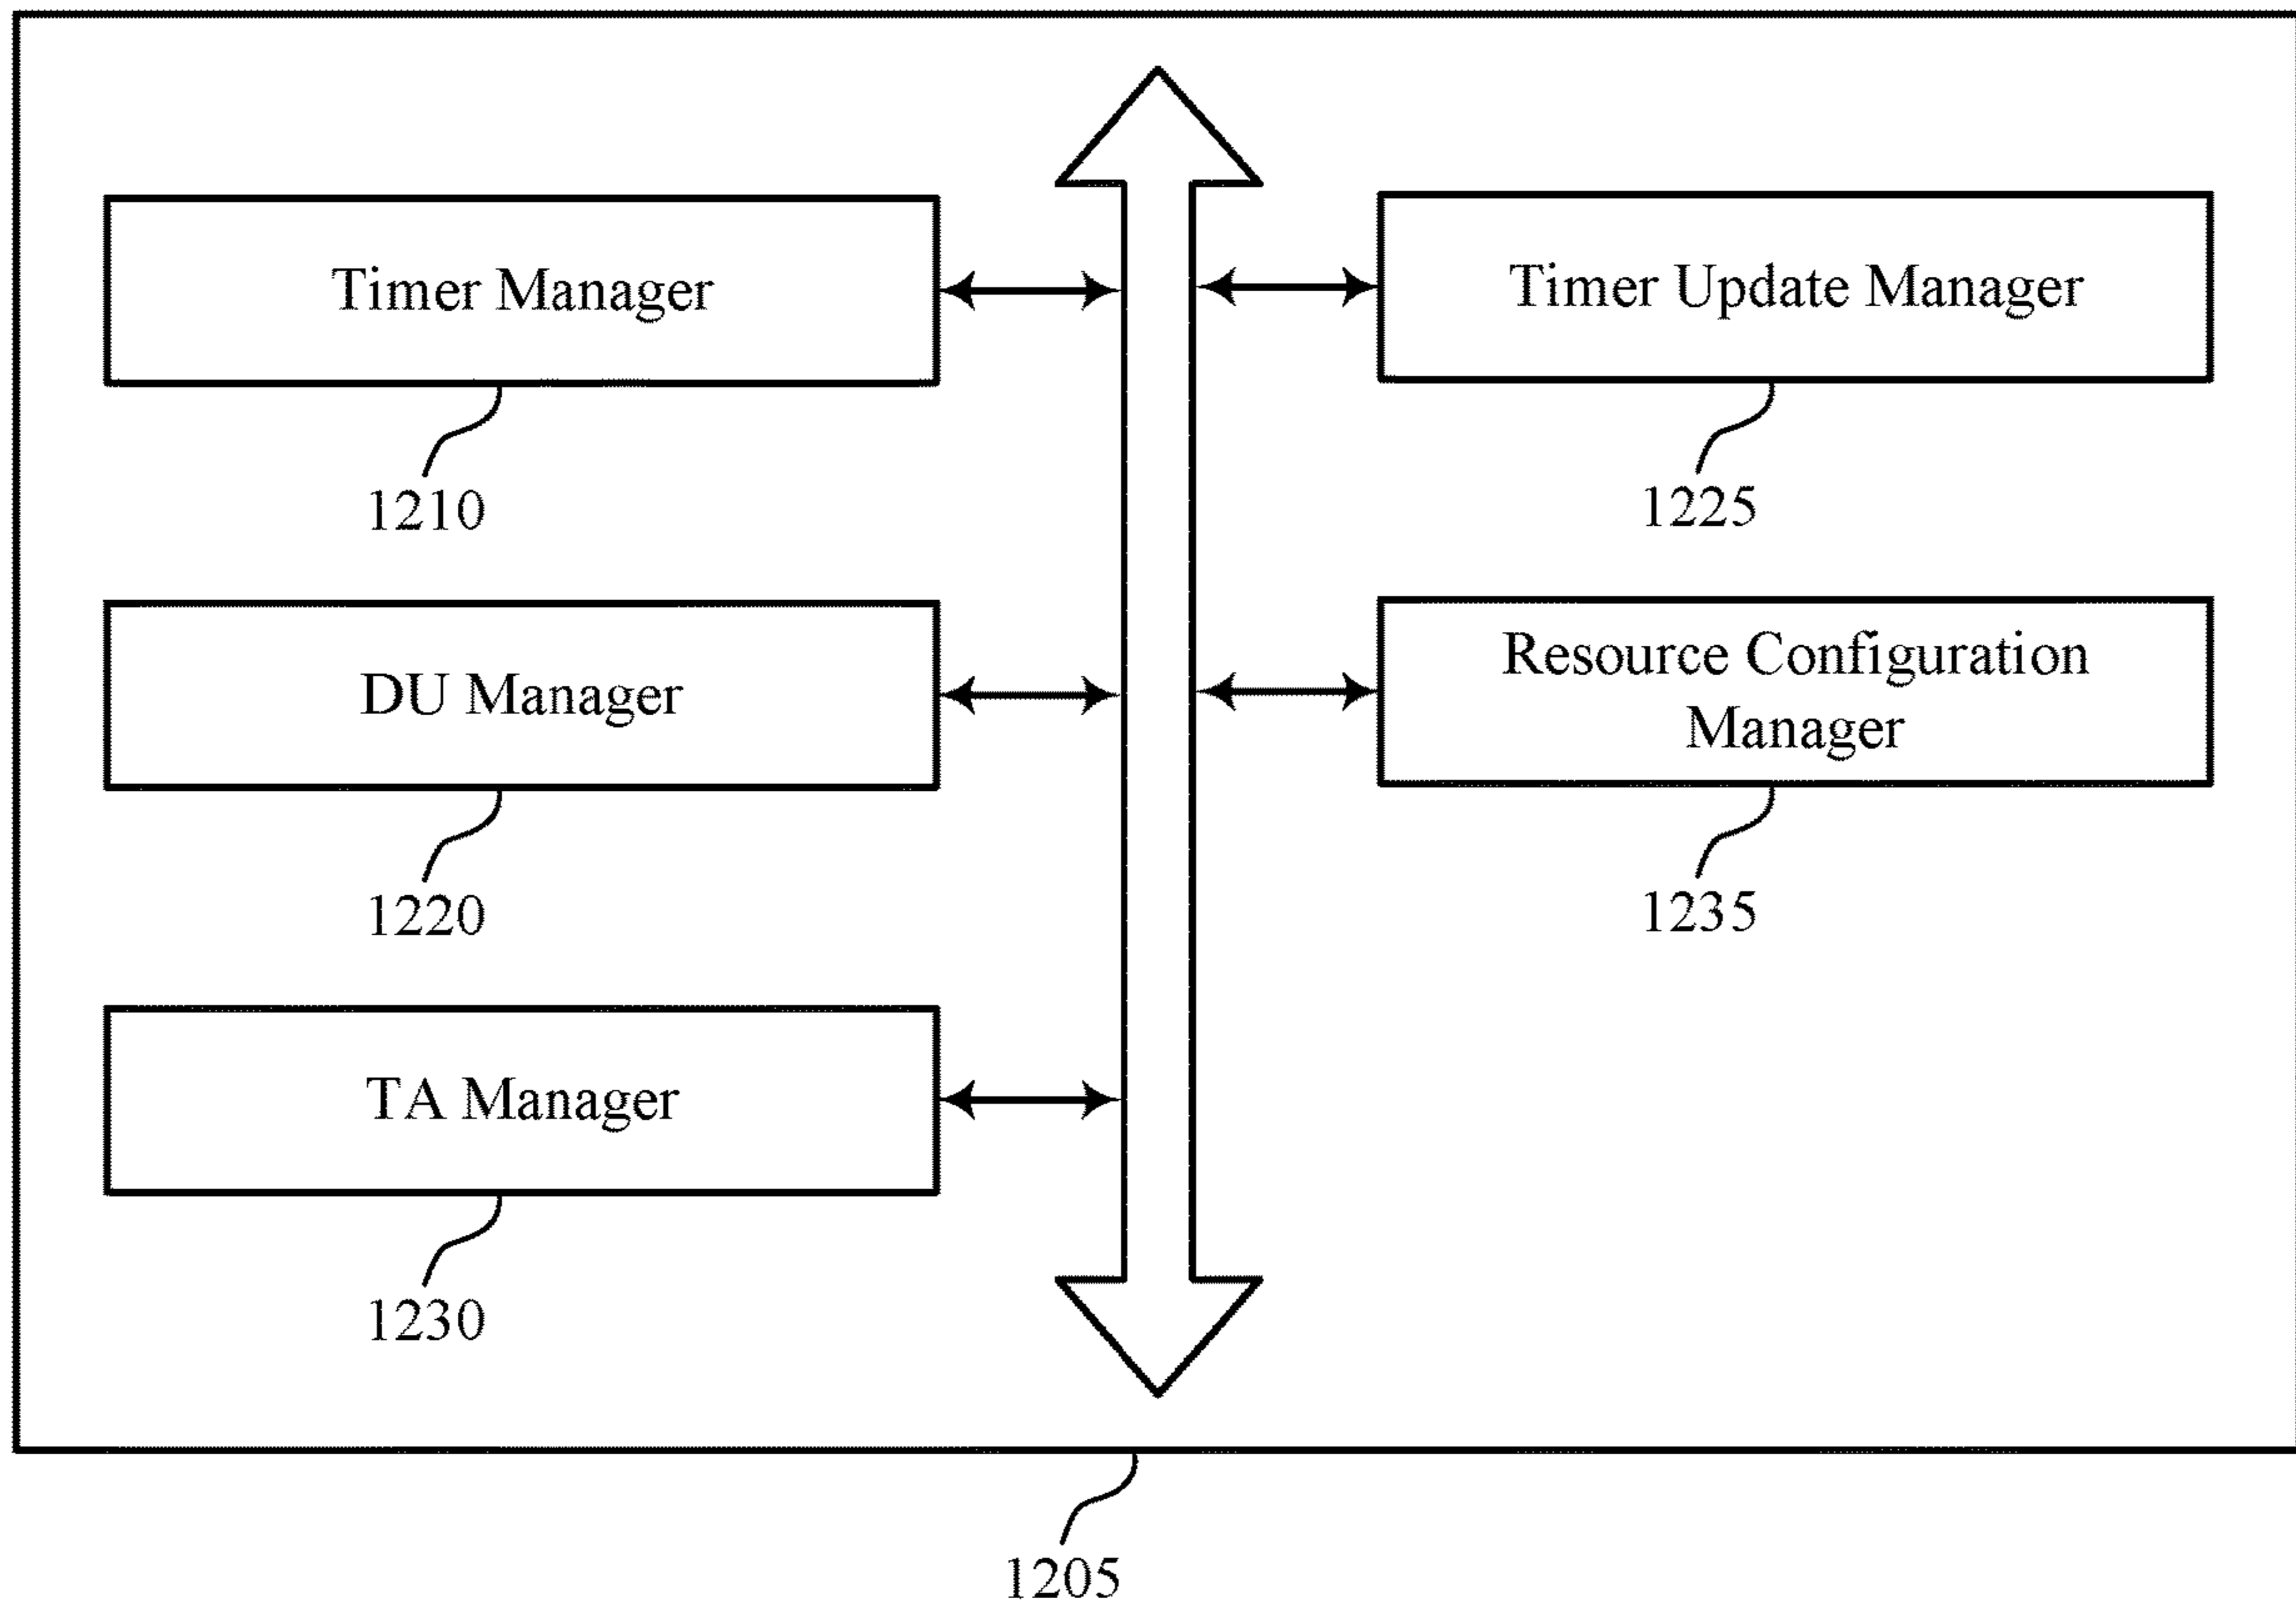 Timer Manager
1210
Timer Update Manager
1225
DU Manager
1220
Resource Configuration
Manager
1235
TA Manager
1230
1205